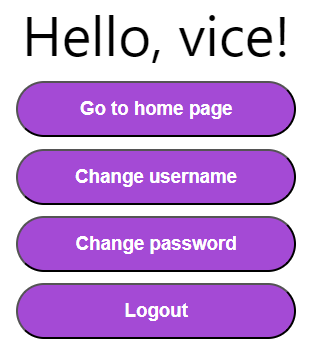 Hello, vice!
Go to home page
Change username
Change password
Logout